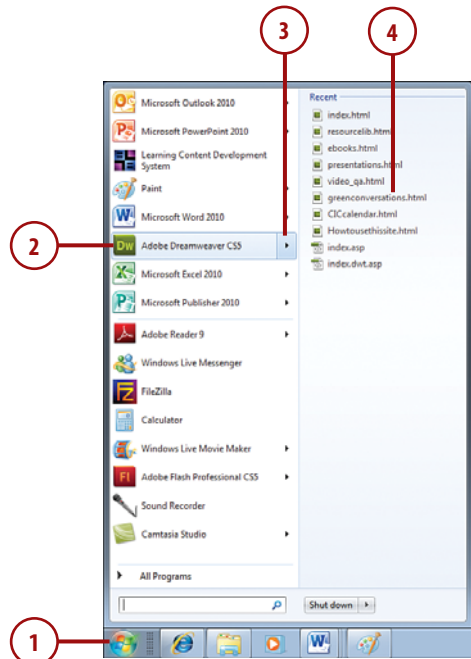 3
4
Microsoft Outlook 2010
Microsoft PowerPoint 2010
Learning Content Development
System
Paint
Microsoft Word 2010
2
Adobe Dreamweaver CS5
Microsoft Excel 2010
Microsoft Publisher 2010
Adobe Reader 9
Windows Live Messenger
FileZilla
Calculator
Windows Live Movie Maker
Adobe Flash Professional CS5
Sound Recorder
Camtasia Studio
All Programs
Recent
index.html
resourcelib.html
ebooks.html
presentations.html
video_qa.html
greenconversations.html
CICcalendar.html
Howtousethissite.html
index.asp
index.dwt.asp
Shut down
1